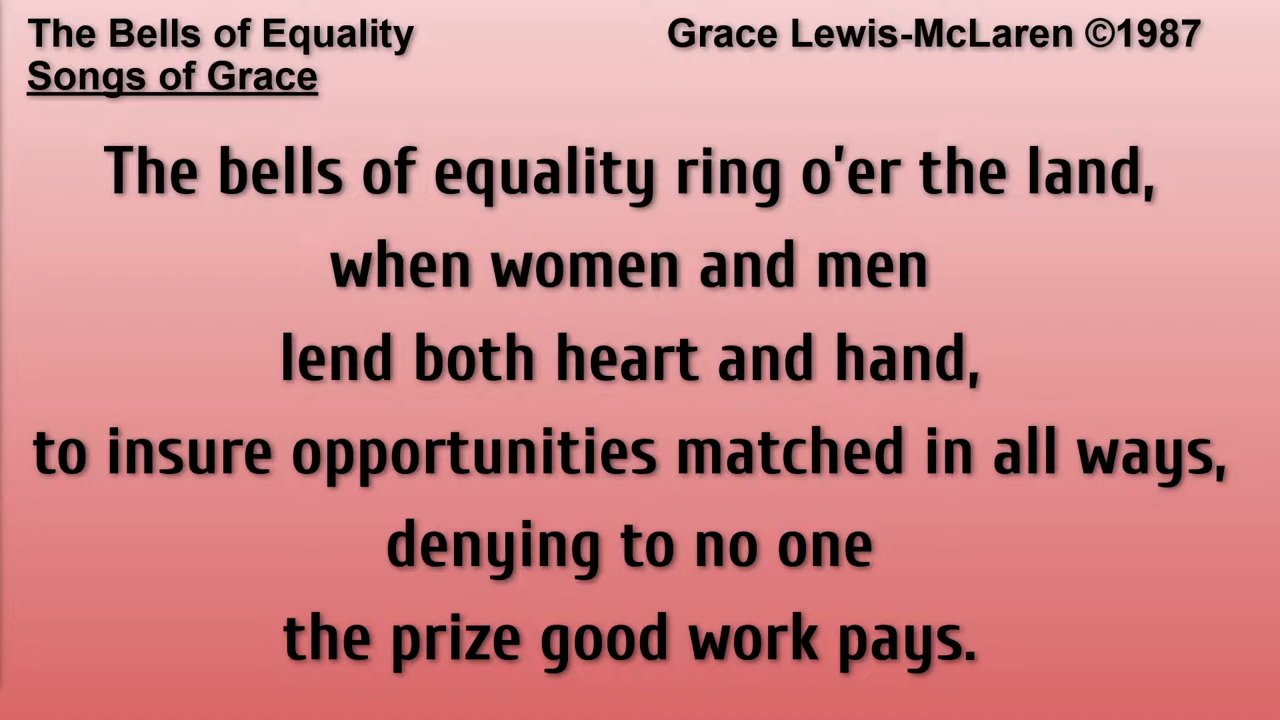 The Bells of Equality
Grace Lewis-McLaren ©1987
Songs of Grace
The bells of equality ring o'er the land,
when women and men
lend both heart and hand,
to insure opportunities matched in all ways,
denying to no one
the prize good work pays.